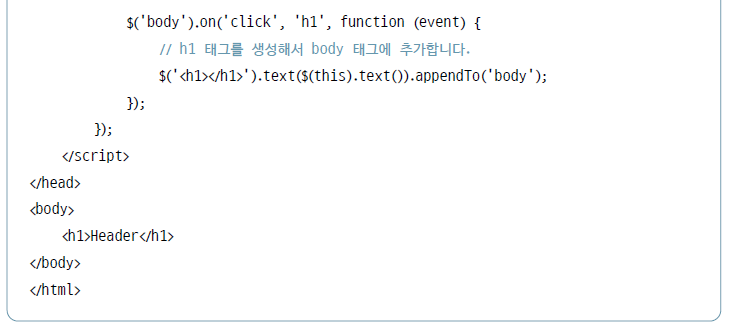 $('body').on('click', 'h1', function (event) {
// h1 태그를 생성해서 body 태그에 추가합니다.
$('<h1></h1>').text($(this).text()).appendTo('body');
});
});
</script>
</head>
<body>
<h1>Header</h1>
</body>
</html>